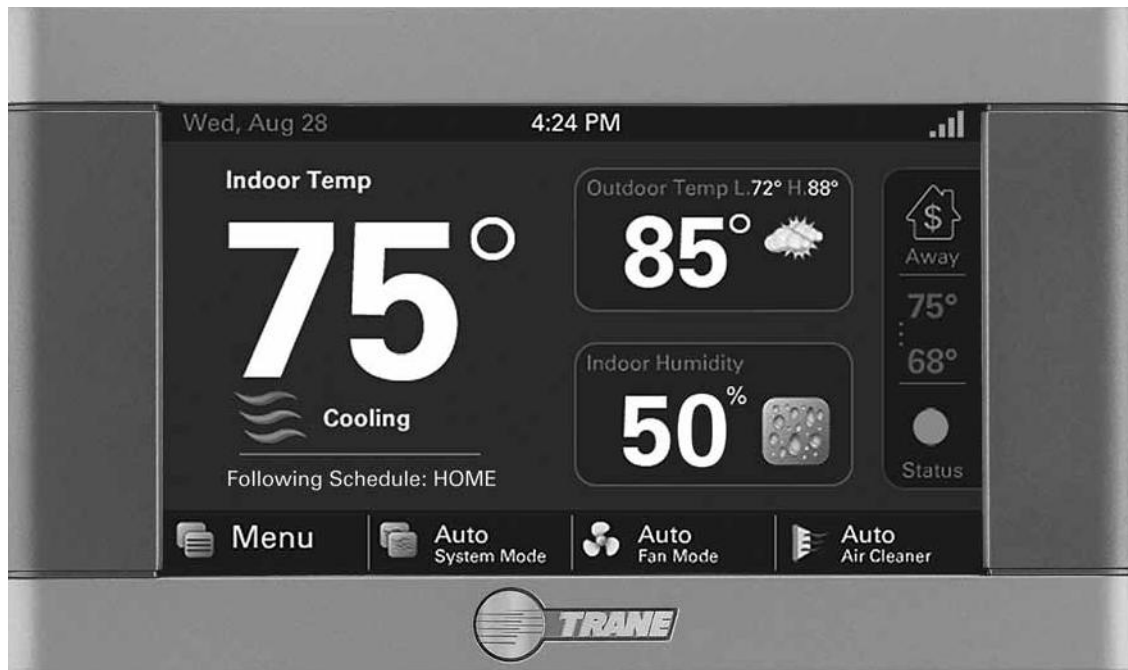 Wed, Aug 28
4:24 PM
Indoor Temp
75°
Cooling
Following Schedule: HOME
Outdoor Temp L.72° H.88°
85°
Indoor Humidity
50%
$
Away
75°
68°
Status
Menu
Auto
System Mode
Auto
Fan Mode
Auto
Air Cleaner
TRANE